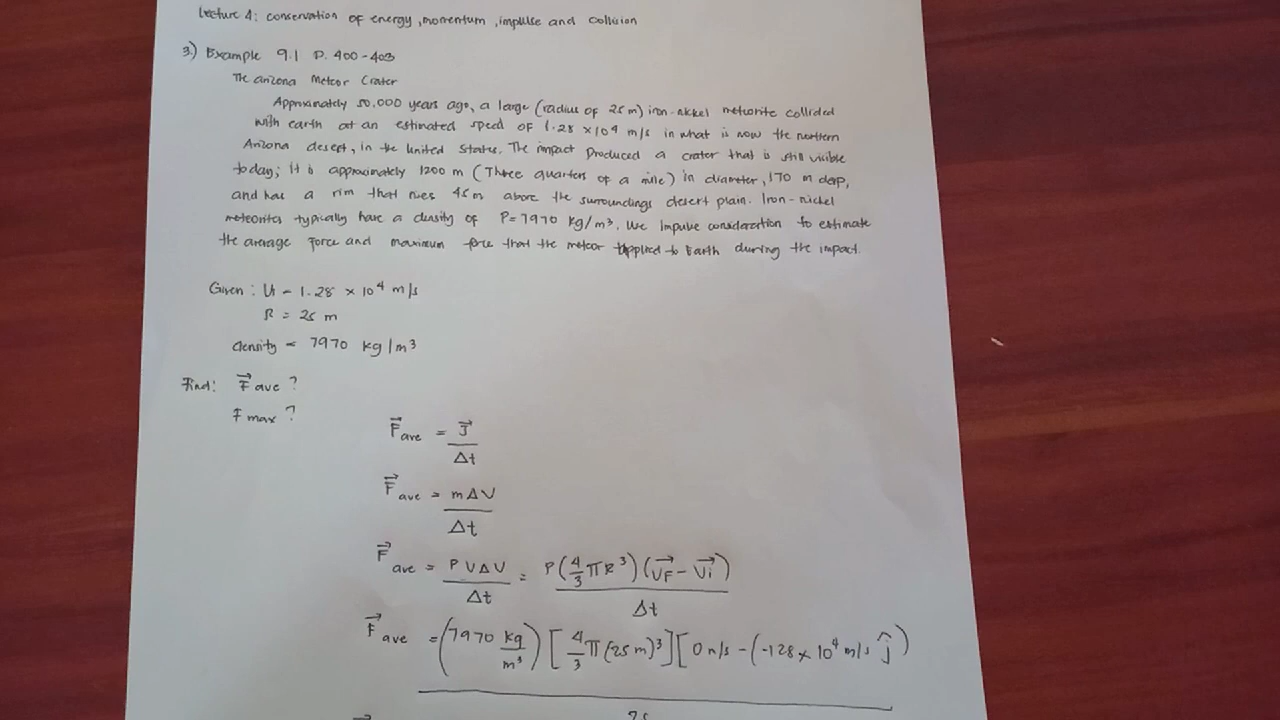 Lecture 4: conservation of energy, momentum, impulse and collision
3.) Example 9.1 P. 400-403
The arizona Meteor Crater
Approximately 50,000 years ago, a large (radius of 25 m) iron-nickel meteorite collided
with earth at an estimated speed of 1.28 × 10⁴ m/s in what is now the northern
Arizona desert, in the United States. The impact produced a crater that is still visible
today; it is approximately 1200 m (Three quarters of a mile) in diameter, 170 m deep,
and has a rim that rises 45 m above the surroundings desert plain. Iron-nickel
meteorites typically have a density of P = 7970 kg/m³. Use impulse consideration to estimate
the average force and maximum force that the meteor applied to Earth during the impact.
Given: Vi = 1.28 × 10⁴ m/s
R = 25 m
density = 7970 kg/m³
Find: F⃗ave?
Fmax?
F⃗ave = J⃗/Δt
F⃗ave = mΔV/Δt
F⃗ave = PVΔV/Δt = P(4/3 πR³)(V⃗F - V⃗i)/Δt
F⃗ave = (7970 kg/m³) [4/3 π(25 m)³][0 m/s - (-1.28 × 10⁴ m/s ĵ)
2s